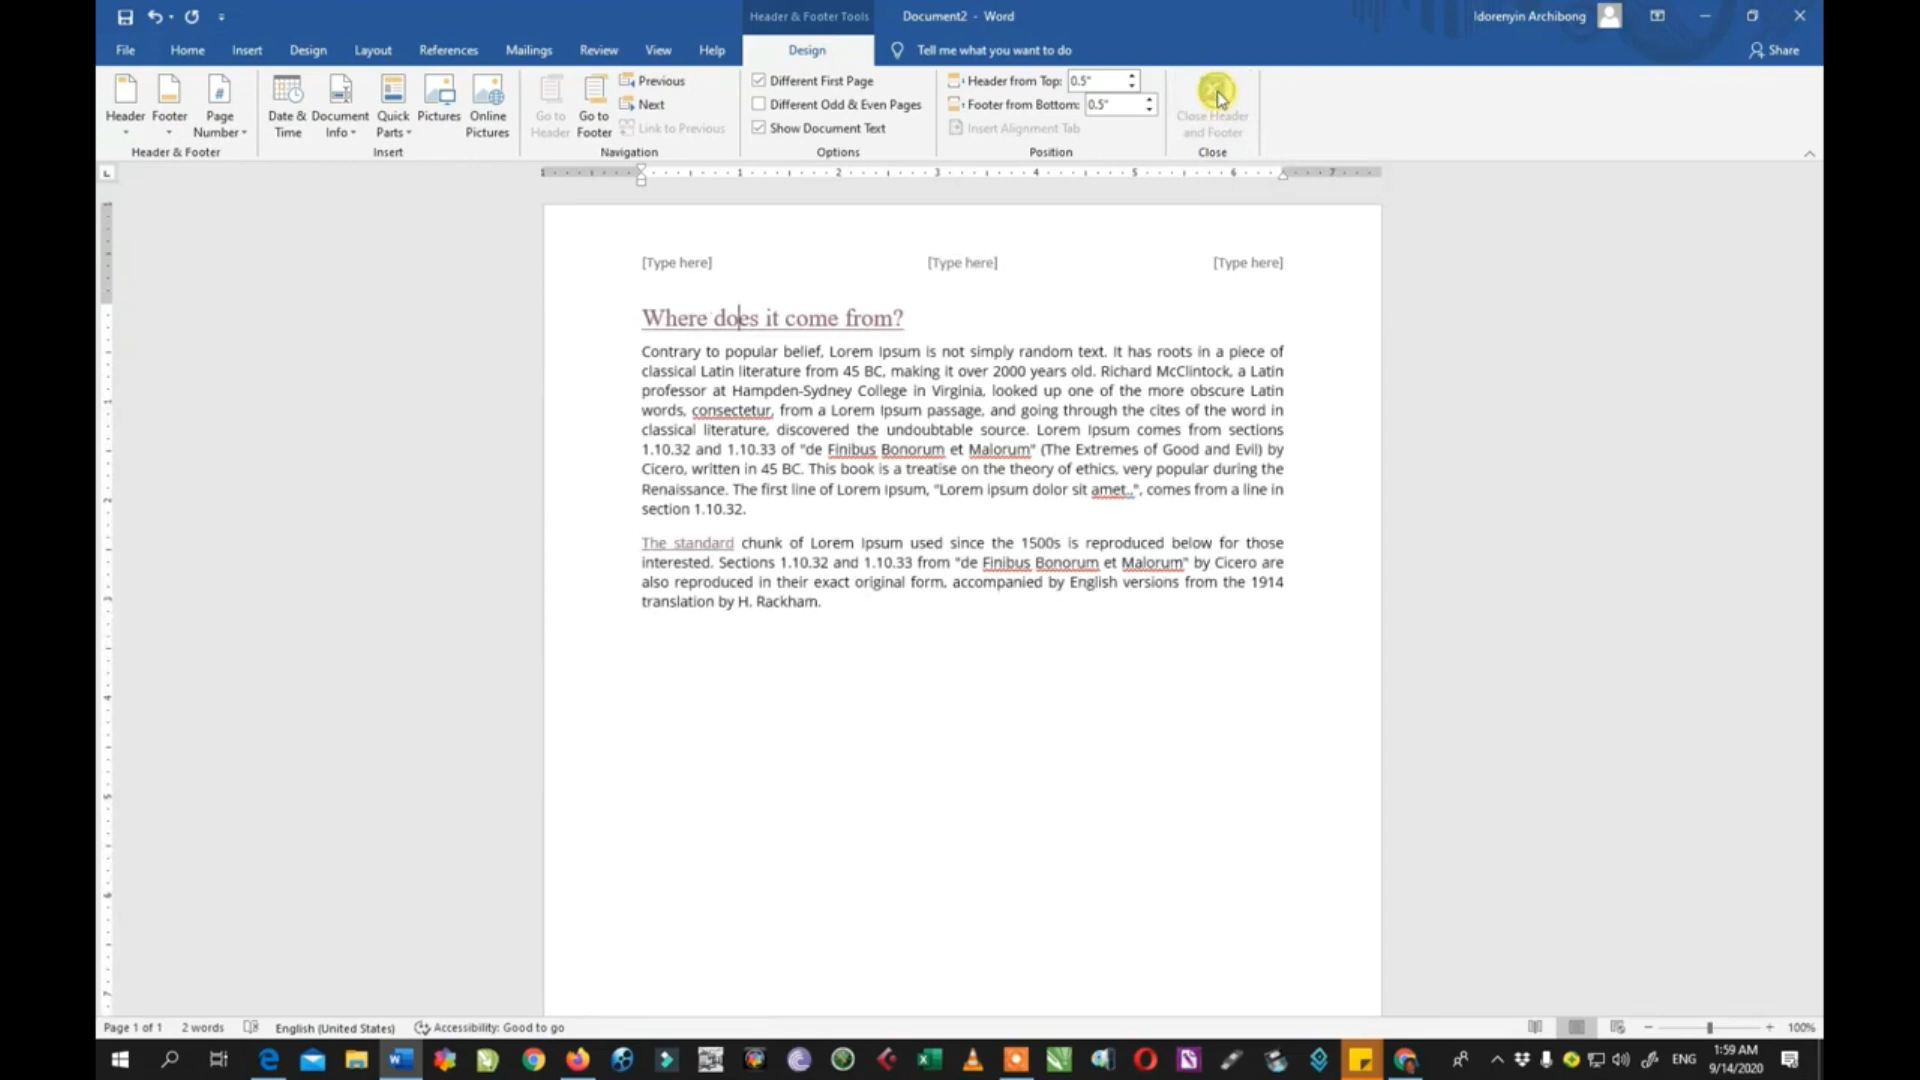 Header & Footer Tools
Document2 - Word
Idorenyin Archibong
File Home Insert Design Layout References Mailings Review View Help Design Tell me what you want to do Share
Header
Footer
Page Number
Header & Footer
Date & Time
Document Info
Quick Parts
Pictures
Online Pictures
Insert
Go to Header
Go to Footer
Previous
Next
Link to Previous
Navigation
Different First Page
Different Odd & Even Pages
Show Document Text
Options
Header from Top: 0.5"
Footer from Bottom: 0.5"
Insert Alignment Tab
Position
Close Header and Footer
Close
1 1 2 3 4 5 6 7
[Type here] [Type here] [Type here]
Where does it come from?
Contrary to popular belief, Lorem Ipsum is not simply random text. It has roots in a piece of
classical Latin literature from 45 BC, making it over 2000 years old. Richard McClintock, a Latin
professor at Hampden-Sydney College in Virginia, looked up one of the more obscure Latin
words, consectetur, from a Lorem Ipsum passage, and going through the cites of the word in
classical literature, discovered the undoubtable source. Lorem Ipsum comes from sections
1.10.32 and 1.10.33 of "de Finibus Bonorum et Malorum" (The Extremes of Good and Evil) by
Cicero, written in 45 BC. This book is a treatise on the theory of ethics, very popular during the
Renaissance. The first line of Lorem Ipsum, "Lorem ipsum dolor sit amet..", comes from a line in
section 1.10.32.
The standard chunk of Lorem Ipsum used since the 1500s is reproduced below for those
interested. Sections 1.10.32 and 1.10.33 from "de Finibus Bonorum et Malorum" by Cicero are
also reproduced in their exact original form, accompanied by English versions from the 1914
translation by H. Rackham.
Page 1 of 1 2 words English (United States) Accessibility: Good to go 100%
ENG
1:59 AM
9/14/2020